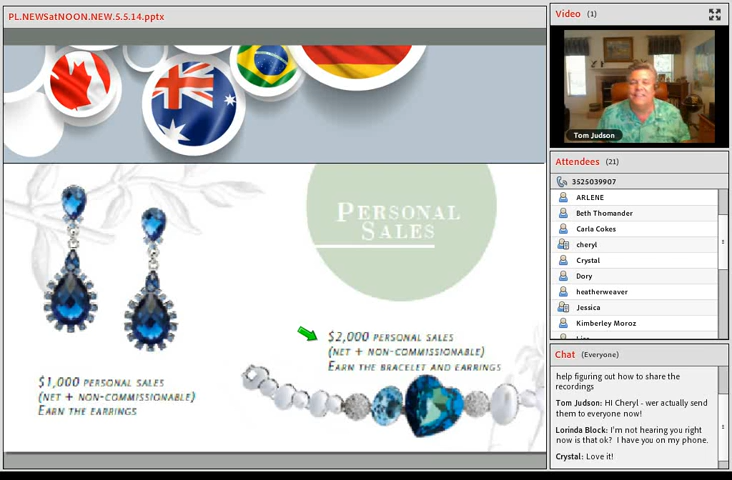 PL.NEWSatNOON.NEW.5.5.14.pptx
PERSONAL
SALES
$2,000 PERSONAL SALES
(NET + NON-COMMISSIONABLE)
EARN THE BRACELET AND EARRINGS
$1,000 PERSONAL SALES
(NET + NON-COMMISSIONABLE)
EARN THE EARRINGS
Video (1)
Tom Judson
Attendees (21)
3525039907
ARLENE
Beth Thomander
Carla Cokes
cheryl
Crystal
Dory
heatherweaver
Jessica
Kimberley Moroz
Chat (Everyone)
help figuring out how to share the
recordings
Tom Judson: HI Cheryl - wer actually send
them to everyone now!
Lorinda Block: I'm not hearing you right
now is that ok? I have you on my phone.
Crystal: Love it!